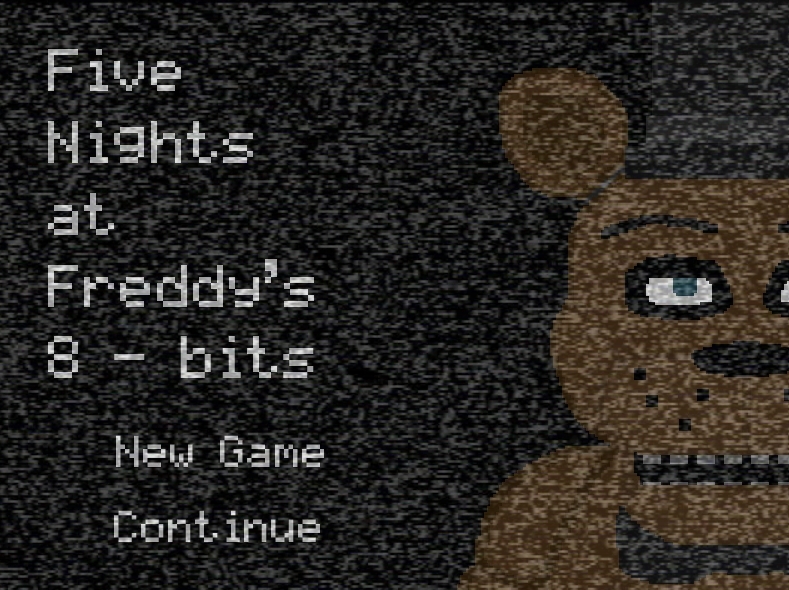 Five
Nights
at
Freddy's
8 - bits
New Game
Continue